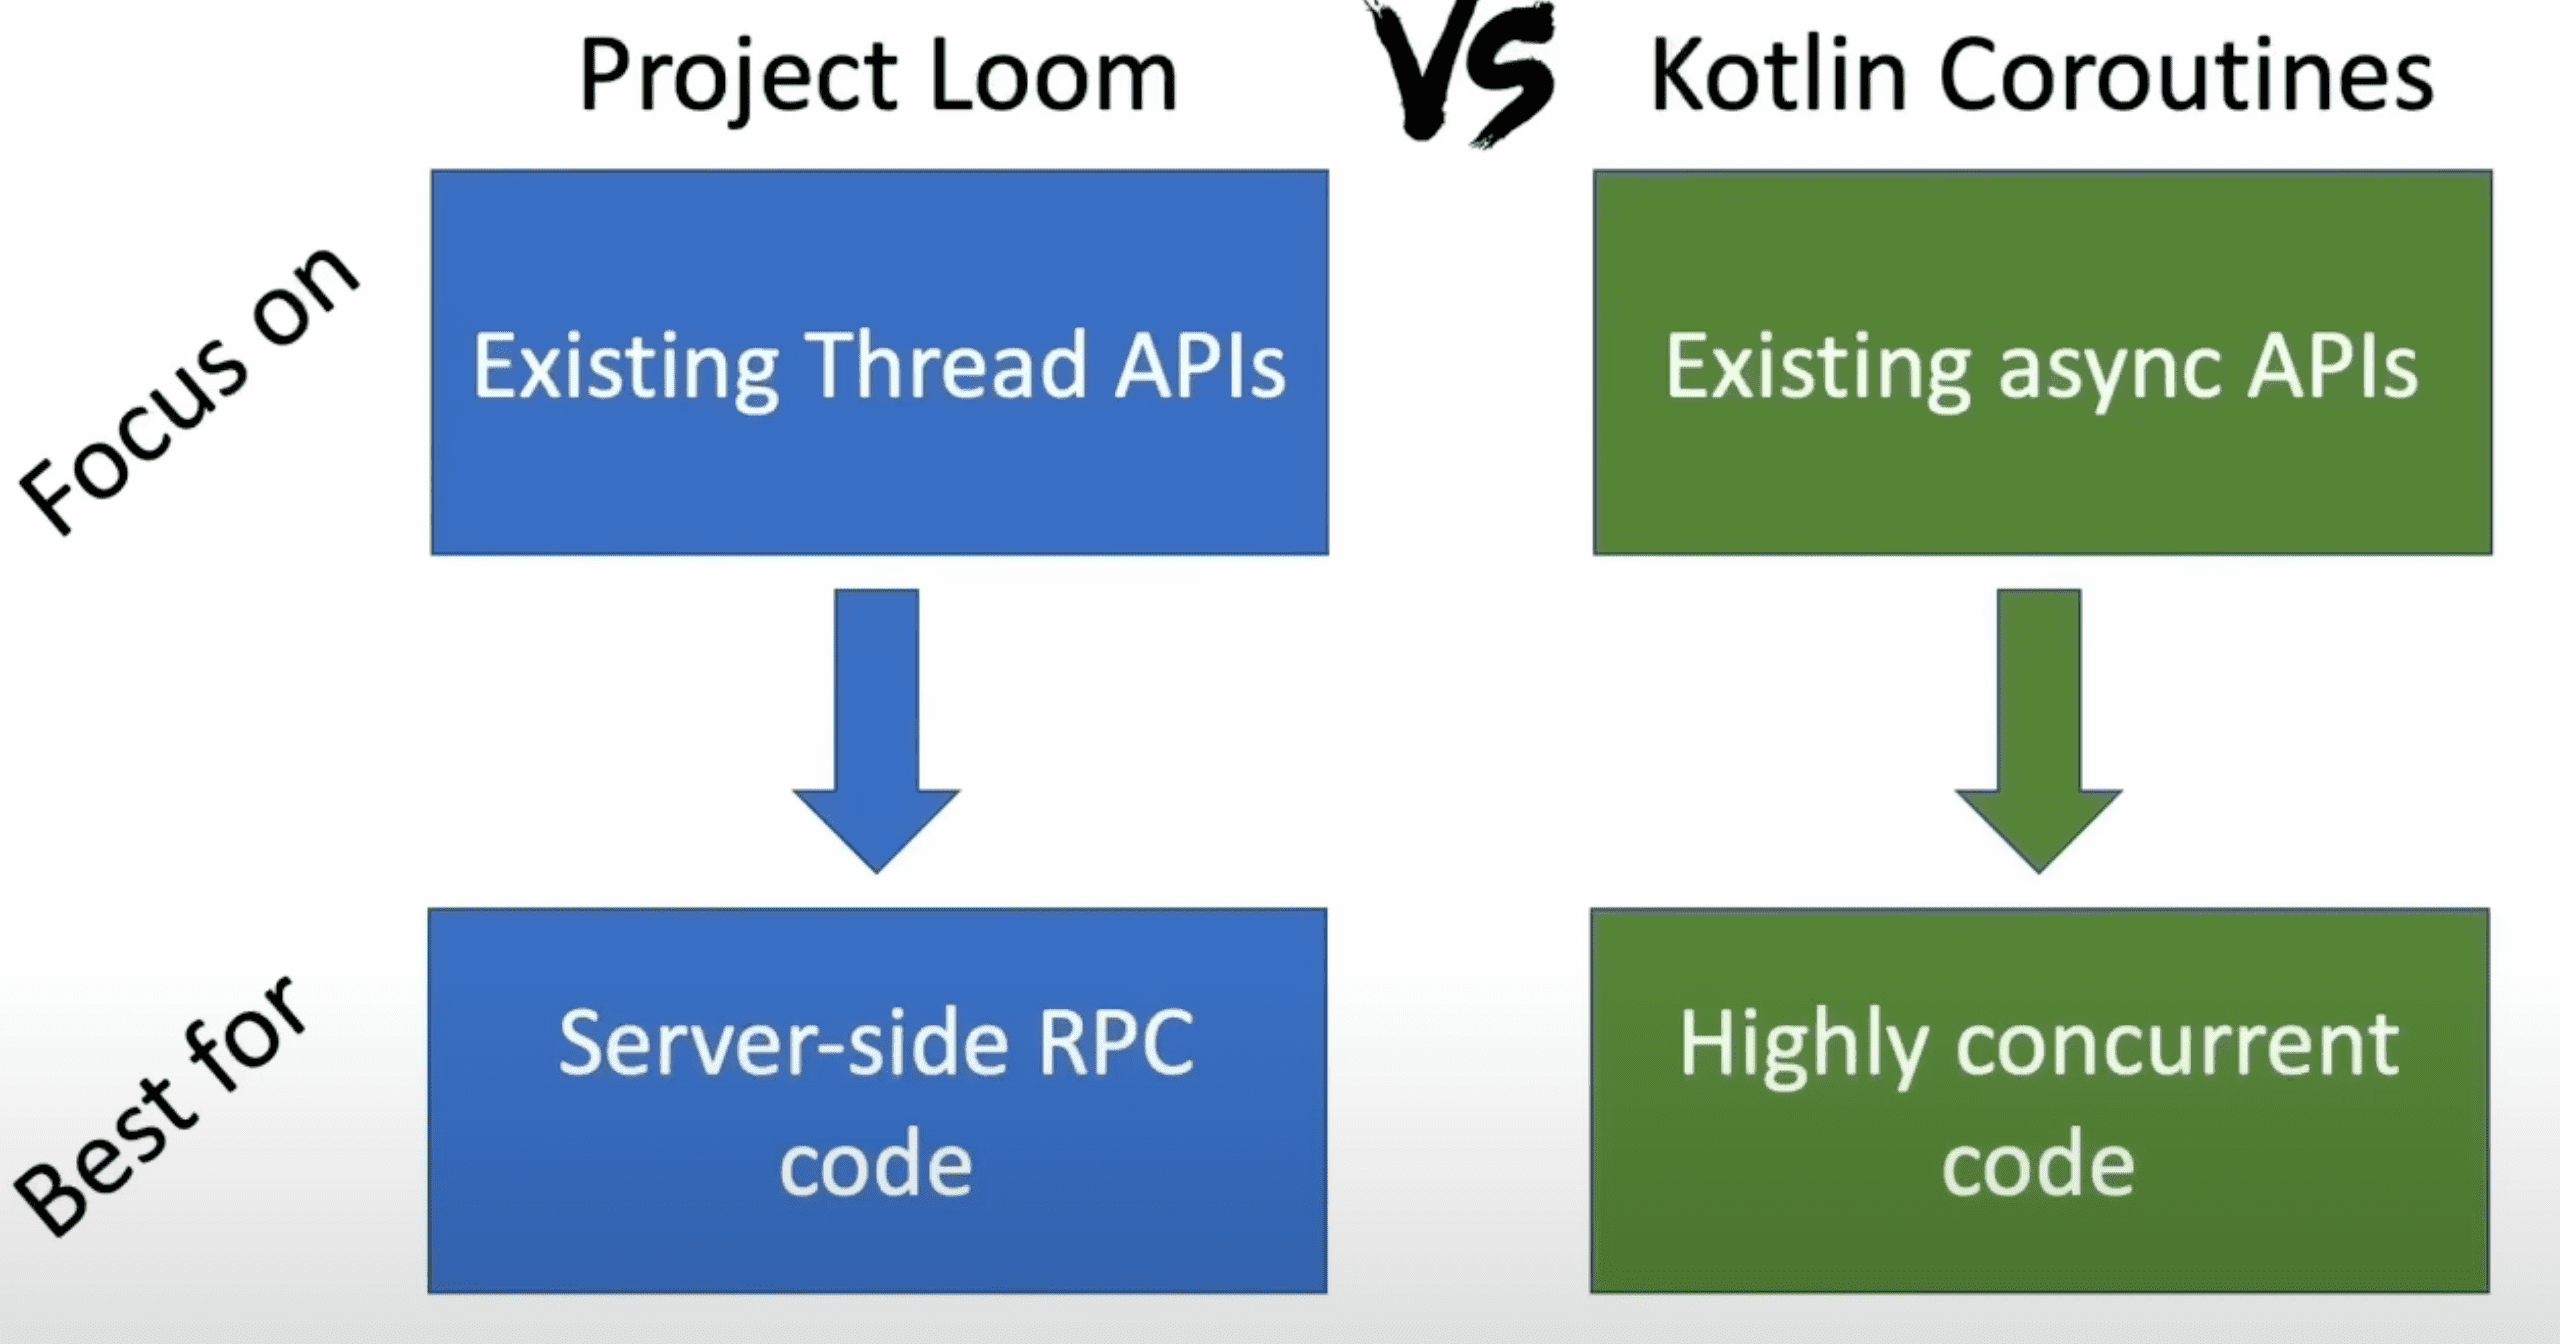 Project Loom
VS
Kotlin Coroutines
Focus on
Existing Thread APIs
Existing async APIs
Best for
Server-side RPC
code
Highly concurrent
code